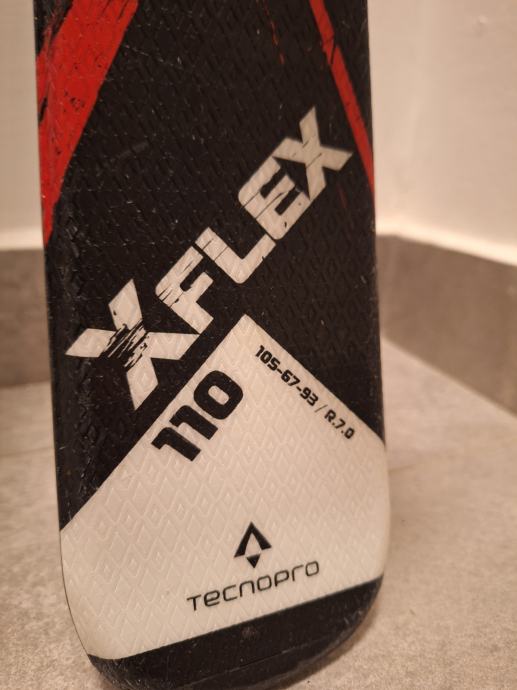 XFLEX
110
105-67-93 / R.7.0
TECNOPRO